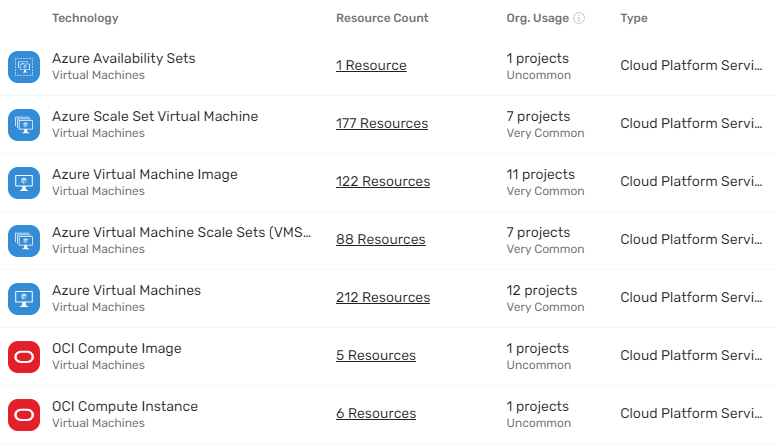 Technology Resource Count Org. Usage Type
Azure Availability Sets 1 Resource 1 projects Cloud Platform Servi...
Virtual Machines Uncommon
Azure Scale Set Virtual Machine 177 Resources 7 projects Cloud Platform Servi...
Virtual Machines Very Common
Azure Virtual Machine Image 122 Resources 11 projects Cloud Platform Servi...
Virtual Machines Very Common
Azure Virtual Machine Scale Sets (VMS... 88 Resources 7 projects Cloud Platform Servi...
Virtual Machines Very Common
Azure Virtual Machines 212 Resources 12 projects Cloud Platform Servi...
Virtual Machines Very Common
OCI Compute Image 5 Resources 1 projects Cloud Platform Servi...
Virtual Machines Uncommon
OCI Compute Instance 6 Resources 1 projects Cloud Platform Servi...
Virtual Machines Uncommon